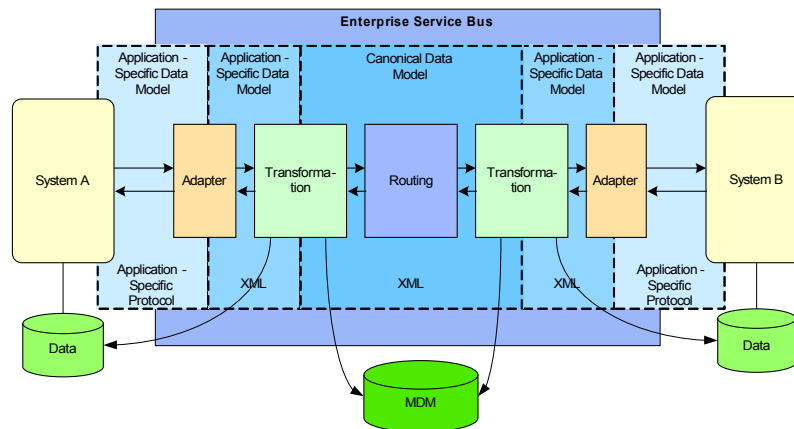 Enterprise Service Bus
Application -
Specific Data
Model
Application -
Specific Data
Model
Canonical Data
Model
Application -
Specific Data
Model
Application -
Specific Data
Model
System A
Adapter
Transforma-
tion
Routing
Transforma-
tion
Adapter
System B
Application -
Specific
Protocol
XML
XML
XML
Application -
Specific
Protocol
Data
Data
MDM